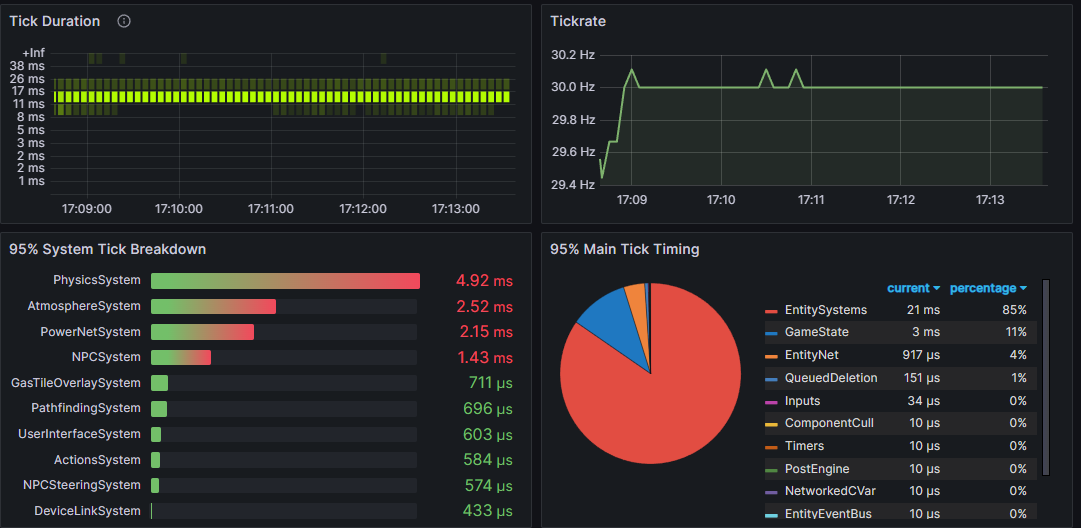 Tick Duration
+Inf
38 ms
26 ms
17 ms
11 ms
8 ms
5 ms
3 ms
2 ms
2 ms
1 ms
17:09:00 17:10:00 17:11:00 17:12:00 17:13:00
Tickrate
30.2 Hz
30.0 Hz
29.8 Hz
29.6 Hz
29.4 Hz
17:09 17:10 17:11 17:12 17:13
95% System Tick Breakdown
PhysicsSystem 4.92 ms
AtmosphereSystem 2.52 ms
PowerNetSystem 2.15 ms
NPCSystem 1.43 ms
GasTileOverlaySystem 711 µs
PathfindingSystem 696 µs
UserInterfaceSystem 603 µs
ActionsSystem 584 µs
NPCSteeringSystem 574 µs
DeviceLinkSystem 433 µs
95% Main Tick Timing
current percentage
EntitySystems 21 ms 85%
GameState 3 ms 11%
EntityNet 917 µs 4%
QueuedDeletion 151 µs 1%
Inputs 34 µs 0%
ComponentCull 10 µs 0%
Timers 10 µs 0%
PostEngine 10 µs 0%
NetworkedCVar 10 µs 0%
EntityEventBus 10 µs 0%